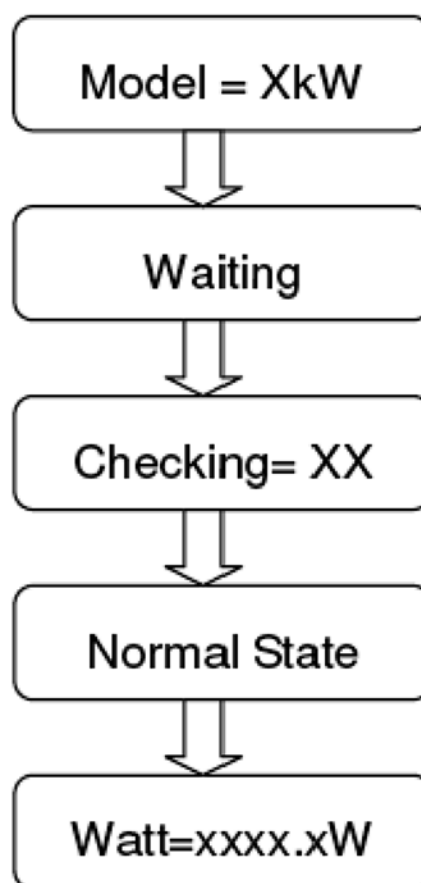 Model = XkW
Waiting
Checking= XX
Normal State
Watt=xxxx.xW